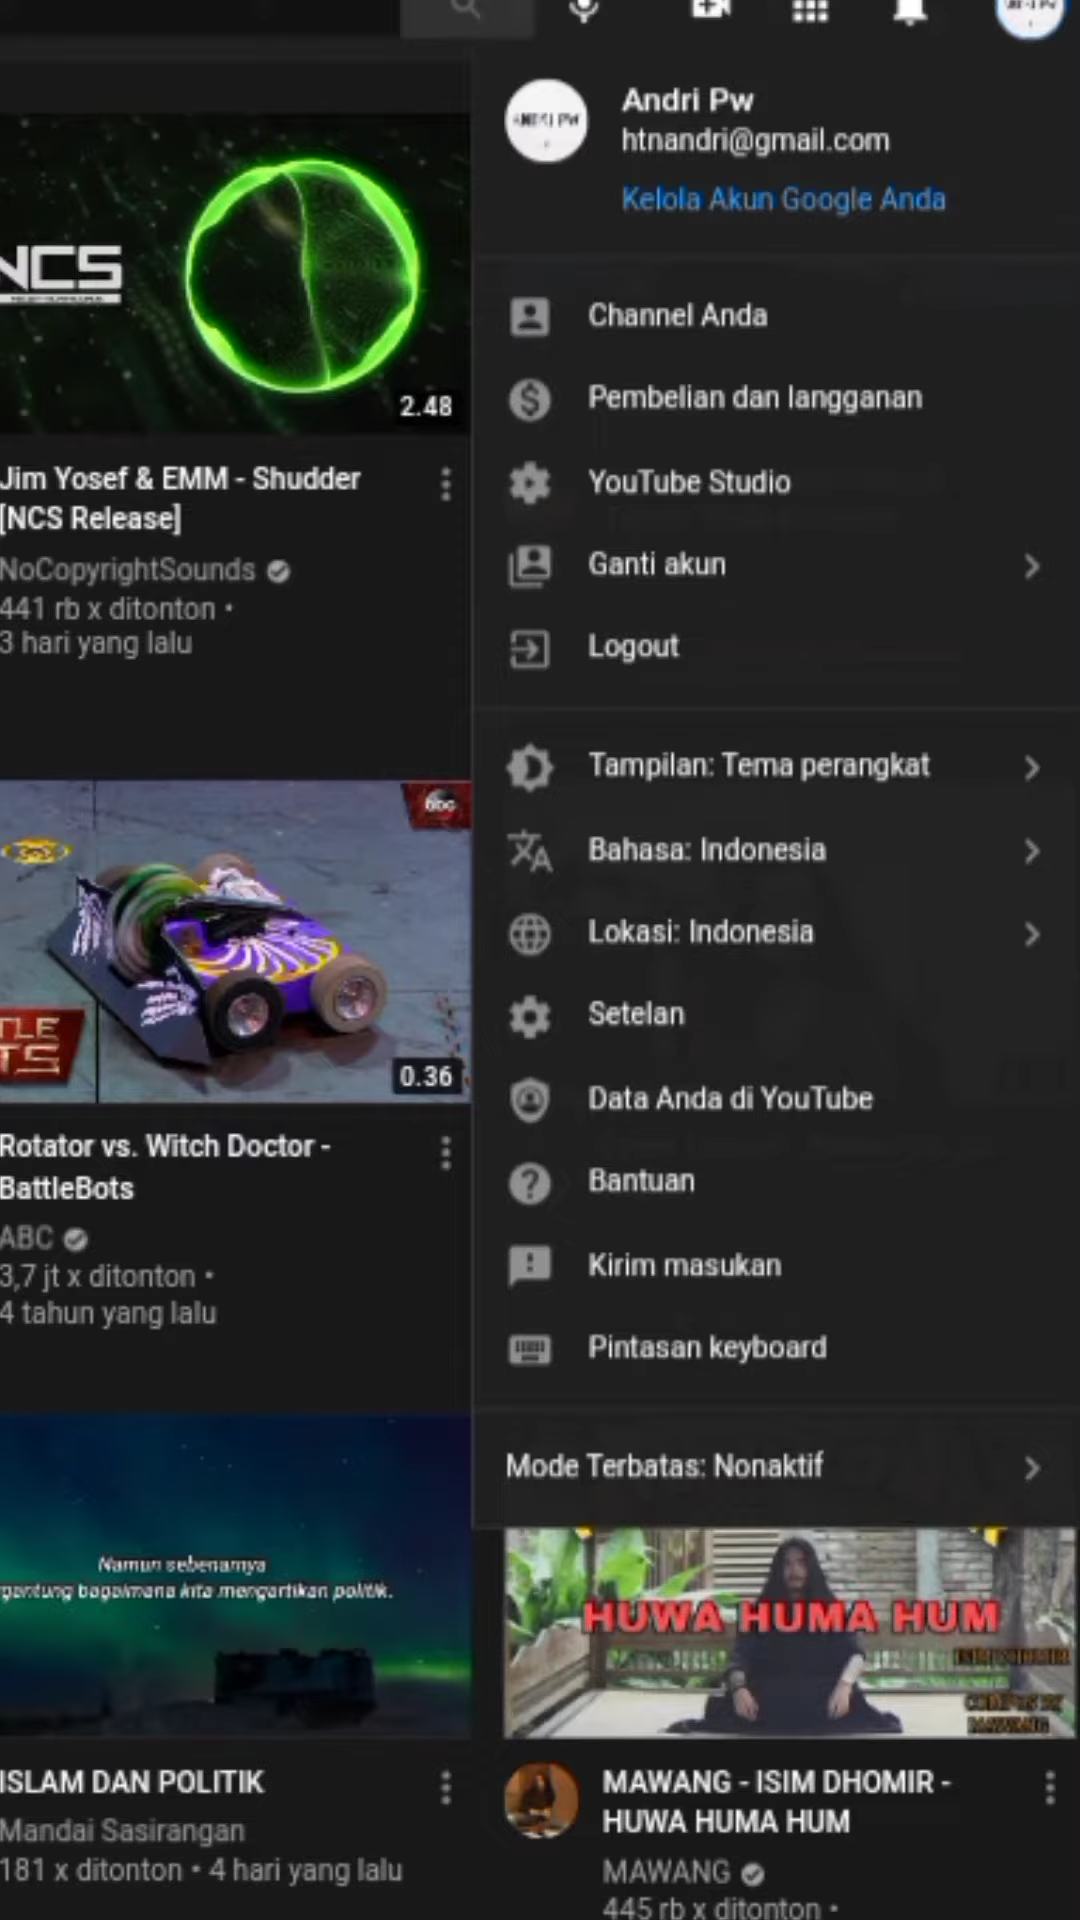 Andri Pw
htnandri@gmail.com
Kelola Akun Google Anda
Channel Anda
Pembelian dan langganan
YouTube Studio
Ganti akun
Logout
Tampilan: Tema perangkat
Bahasa: Indonesia
Lokasi: Indonesia
Setelan
Data Anda di YouTube
Bantuan
Kirim masukan
Pintasan keyboard
Mode Terbatas: Nonaktif
NCS
2.48
Jim Yosef & EMM - Shudder
[NCS Release]
NoCopyrightSounds
441 rb x ditonton •
3 hari yang lalu
abc
0.36
Rotator vs. Witch Doctor -
BattleBots
ABC
3,7 jt x ditonton •
4 tahun yang lalu
Namun sebenarnya
bagaimana kita mengartikan politik.
ISLAM DAN POLITIK
Mandai Sasirangan
181 x ditonton • 4 hari yang lalu
HUWA HUMA HUM
MAWANG - ISIM DHOMIR -
HUWA HUMA HUM
MAWANG
445 rb x ditonton •